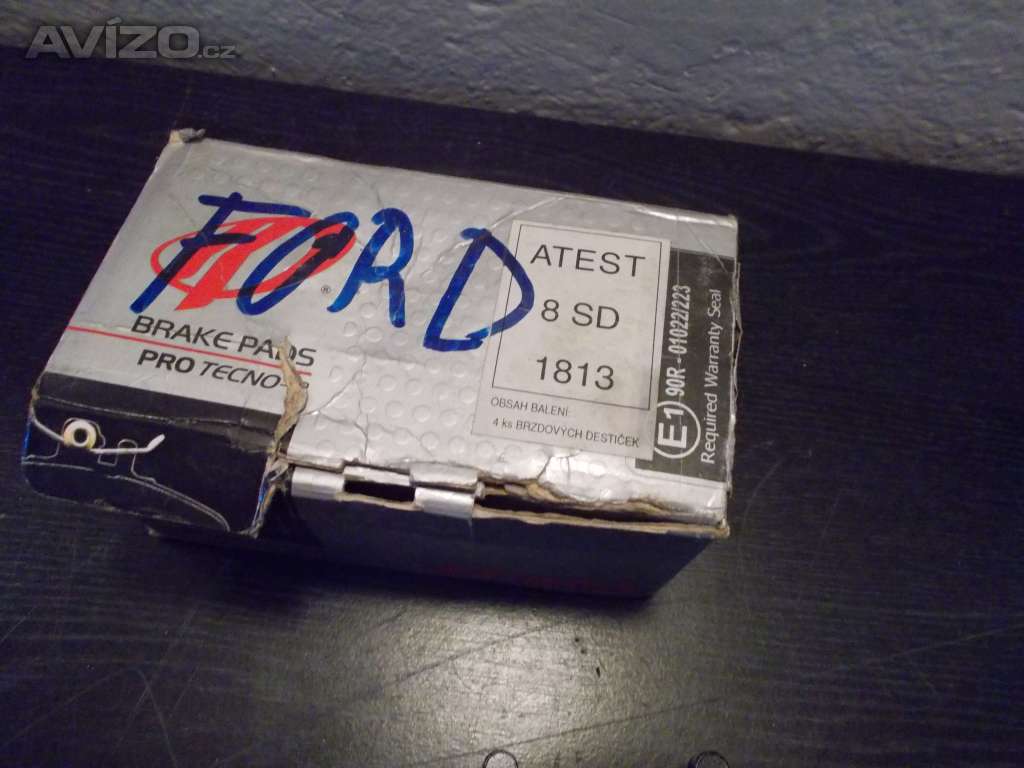 AVÍZO.cz
FORD
®
BRAKE PADS
PRO TECNO
ATEST
8 SD
1813
OBSAH BALENÍ:
4 ks BRZDOVÝCH DESTIČEK
E1 90R - 01022/223
Required Warranty Seal